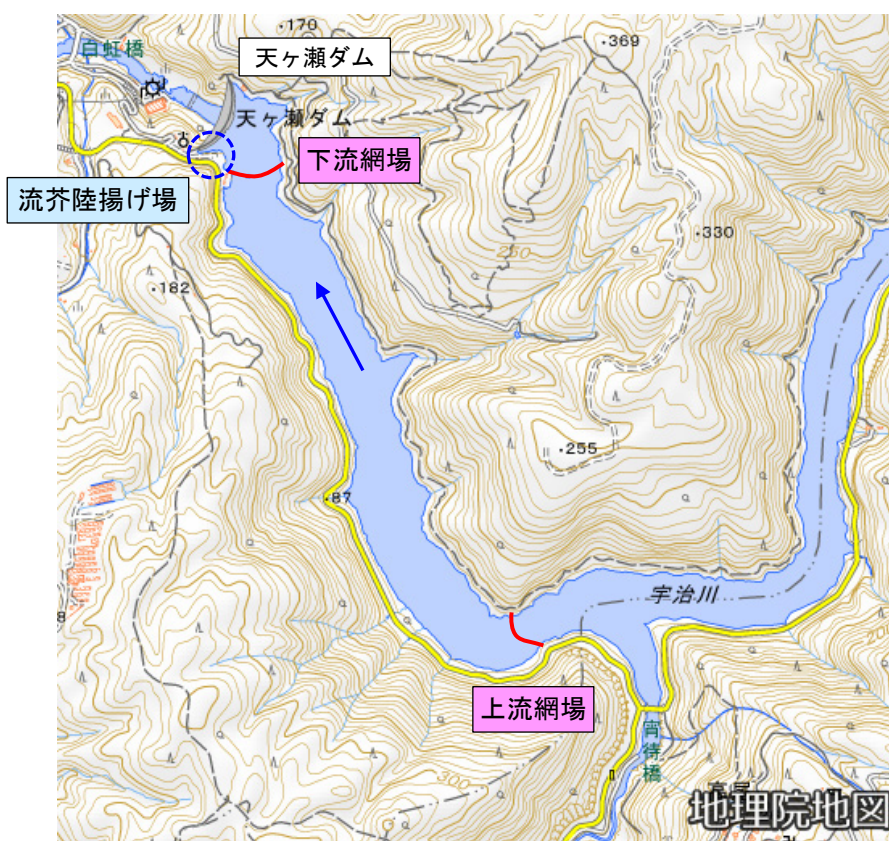 ・170
白虹橋
天ヶ瀬ダム
・369
天ヶ瀬ダム
下流網場
流芥陸揚げ場
・330
250
・182
・255
・87
宇治川
8
上流網場
宵待橋
300
地理院地図